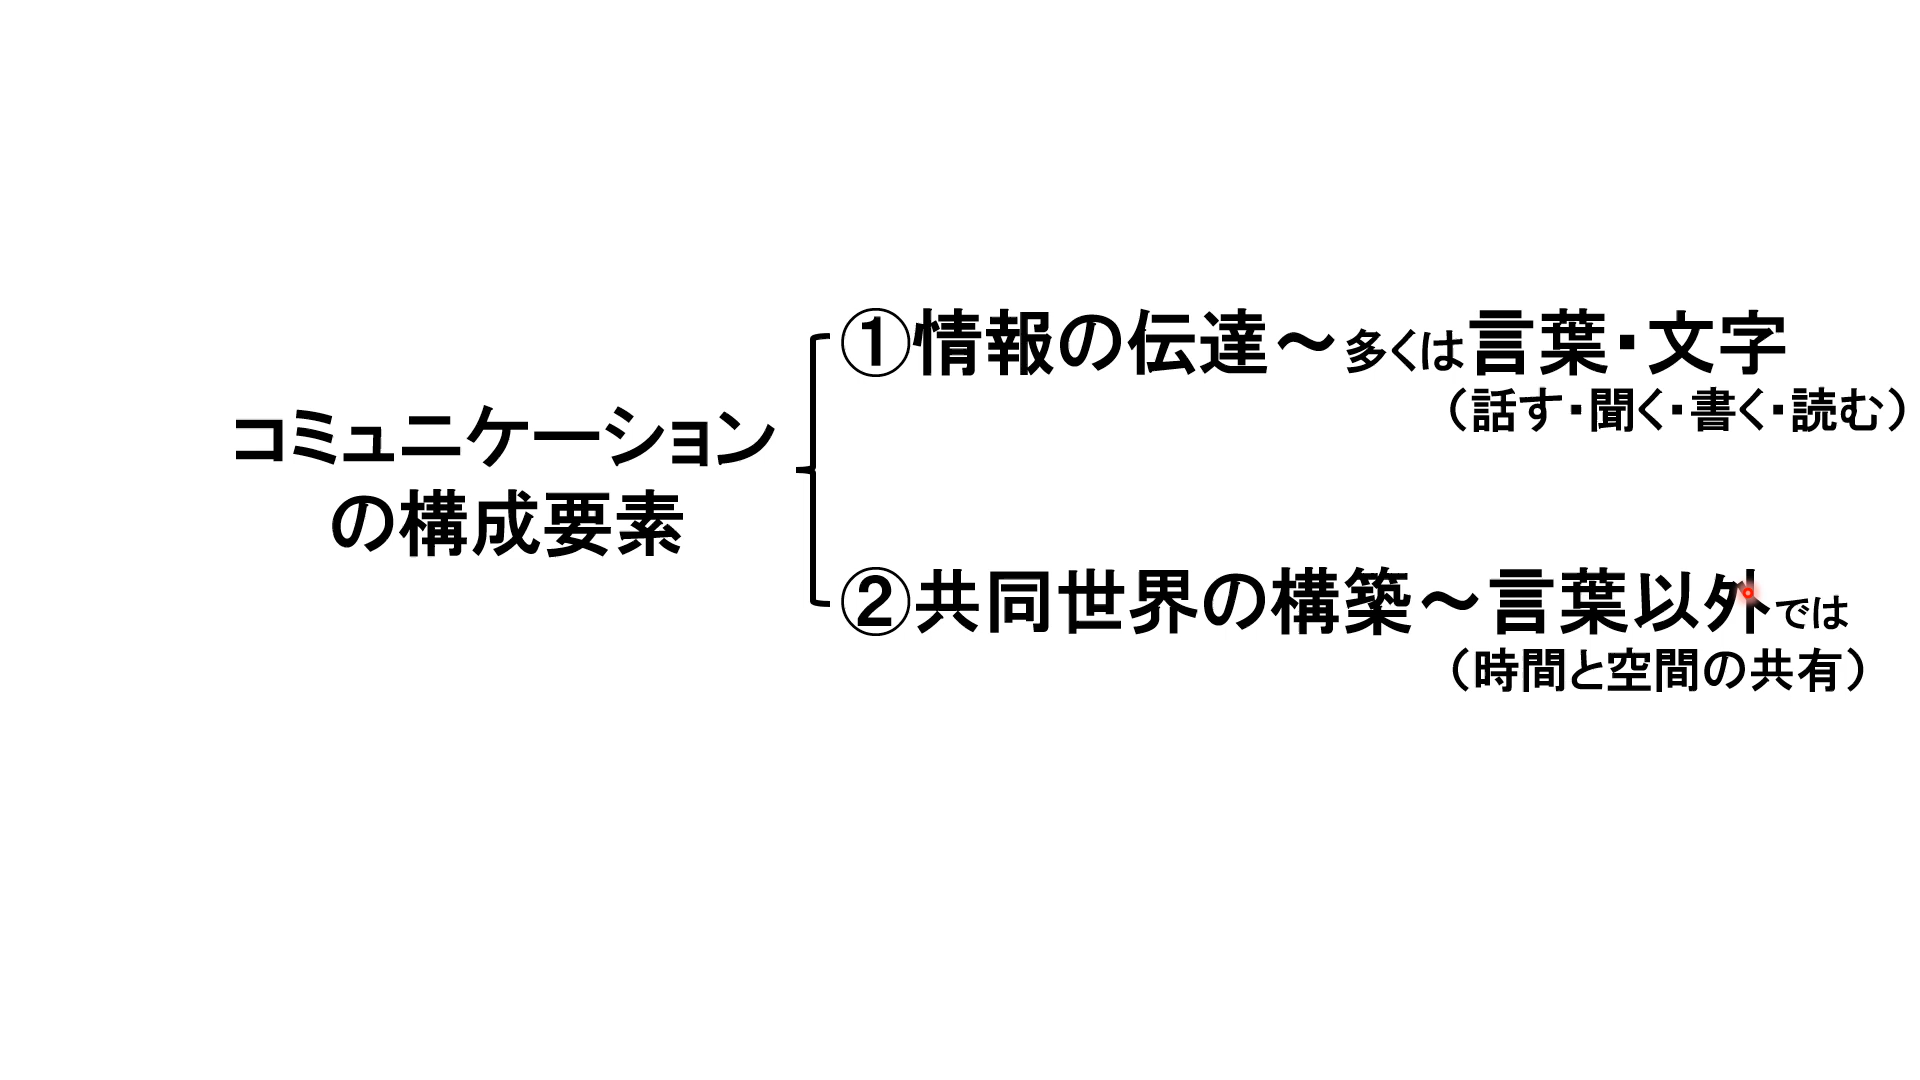 コミュニケーション
の構成要素
①情報の伝達～多くは言葉・文字
（話す・聞く・書く・読む）
②共同世界の構築～言葉以外では
（時間と空間の共有）